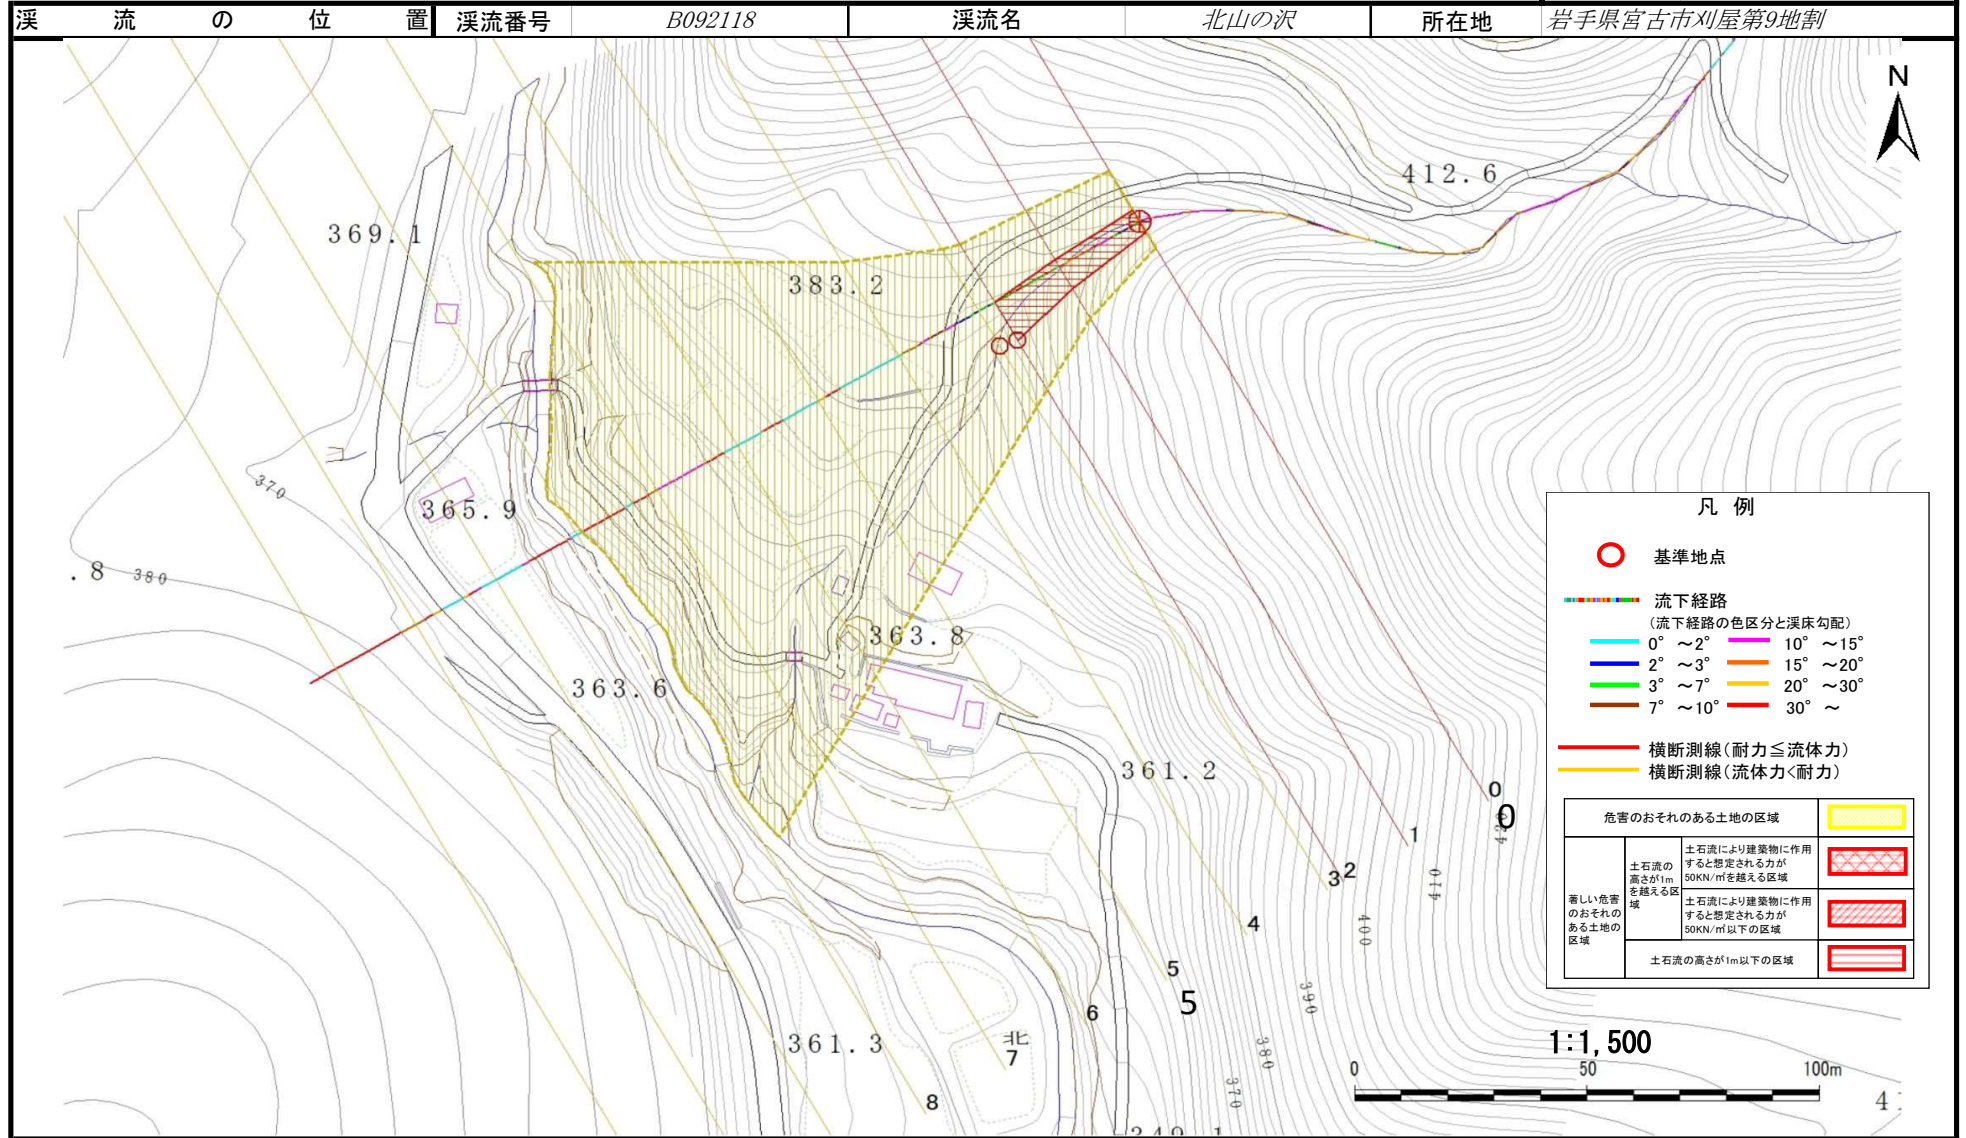 溪流の位置 渓流番号 B092118 渓流名 北山の沢 所在地 岩手県宮古市刈屋第9地割
N
412.6
369.1
383.2
370
365.9
.8 380
363.8
363.6
361.2
361.3
北
0
0
1
2
3
4
5
5
6
7
8
420
410
400
390
380
370
凡 例
基準地点
流下経路
(流下経路の色区分と渓床勾配)
0° ～2° 10° ～15°
2° ～3° 15° ～20°
3° ～7° 20° ～30°
7° ～10° 30° ～
横断測線(耐力≦流体力)
横断測線(流体力<耐力)
危害のおそれのある土地の区域
著しい危害
のおそれの
ある土地の
区域
土石流の
高さが1m
を越える区
域
土石流により建築物に作用
すると想定される力が
50KN/㎡を越える区域
土石流により建築物に作用
すると想定される力が
50KN/㎡以下の区域
土石流の高さが1m以下の区域
1:1,500
0 50 100m